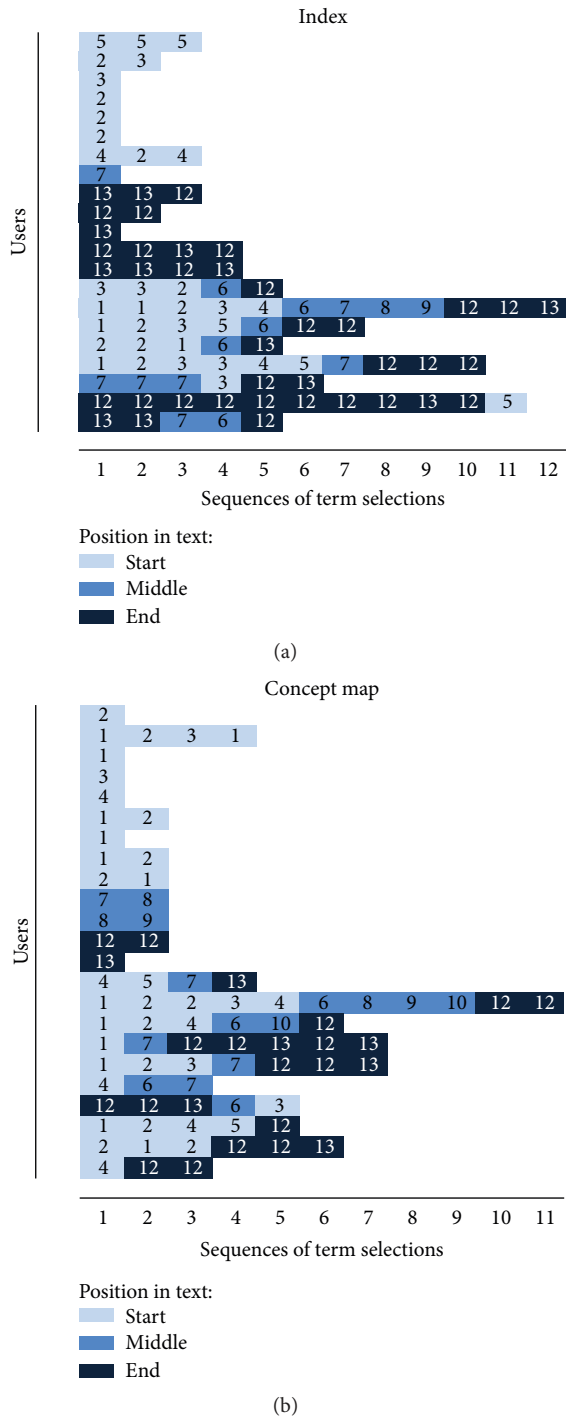 Index
5 5 5
2 3
3
2
2
2
4 2 4
7
13 13 12
12 12
13
12 12 13 12
13 13 12 13
3 3 2 6 12
1 1 2 3 4 6 7 8 9 12 12 13
1 2 3 5 6 12 12
2 2 1 6 13
1 2 3 3 4 5 7 12 12 12
7 7 7 3 12 13
12 12 12 12 12 12 12 12 13 12 5
13 13 7 6 12
Users
1 2 3 4 5 6 7 8 9 10 11 12
Sequences of term selections
Position in text:
Start
Middle
End
(a)
Concept map
2
1 2 3 1
1
3
4
1 2
1
1 2
2 1
7 8
8 9
12 12
13
4 5 7 13
1 2 2 3 4 6 8 9 10 12 12
1 2 4 6 10 12
1 7 12 12 13 12 13
1 2 3 7 12 12 13
4 6 7
12 12 13 6 3
1 2 4 5 12
2 1 2 12 12 13
4 12 12
Users
1 2 3 4 5 6 7 8 9 10 11
Sequences of term selections
Position in text:
Start
Middle
End
(b)